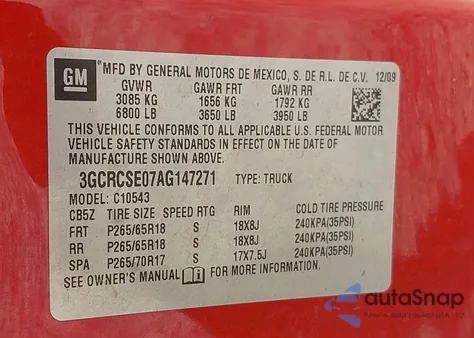 GM
MFD BY GENERAL MOTORS DE MEXICO, S. DE R.L. DE C.V. 12/09
GVWR GAWR FRT GAWR RR
3085 KG 1656 KG 1792 KG
6800 LB 3650 LB 3950 LB
THIS VEHICLE CONFORMS TO ALL APPLICABLE U.S. FEDERAL MOTOR
VEHICLE SAFETY STANDARDS IN EFFECT ON THE DATE OF MANUFACTURE
SHOWN ABOVE.
3GCRCSE07AG147271 TYPE: TRUCK
MODEL: C10543
CB5Z TIRE SIZE SPEED RTG RIM COLD TIRE PRESSURE
FRT P265/65R18 S 18X8J 240KPA(35PSI)
RR P265/65R18 S 18X8J 240KPA(35PSI)
SPA P265/70R17 S 17X7.5J 240KPA(35PSI)
SEE OWNER'S MANUAL FOR MORE INFORMATION
autoSnap